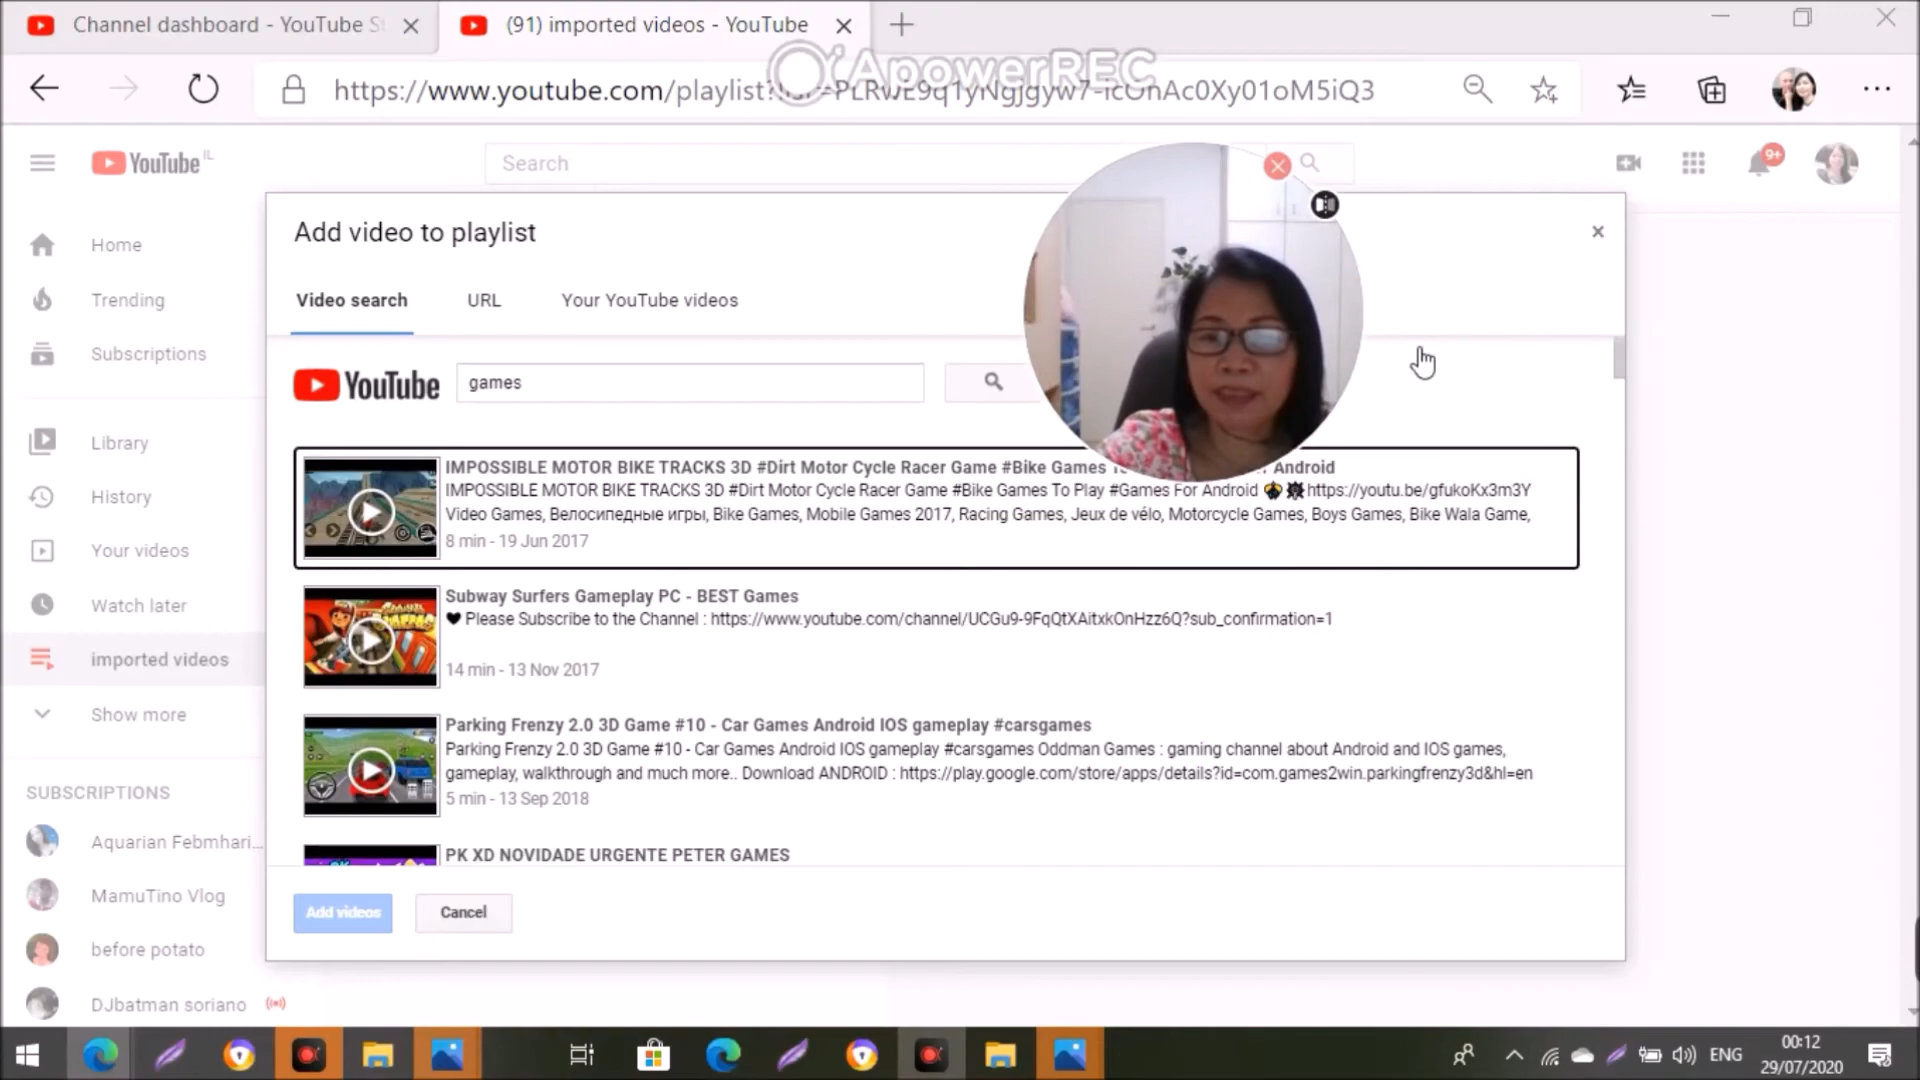 Channel dashboard - YouTube St
(91) imported videos - YouTube
ApowerREC
https://www.youtube.com/playlist?list=PLRwE9q1yNgjgyw7-icOnAc0Xy01oM5iQ3
YouTube IL
Search
9+
Home
Trending
Subscriptions
Library
History
Your videos
Watch later
imported videos
Show more
SUBSCRIPTIONS
Aquarian Febmhari...
MamuTino Vlog
before potato
DJbatman soriano
Add video to playlist
Video search
URL
Your YouTube videos
YouTube
games
IMPOSSIBLE MOTOR BIKE TRACKS 3D #Dirt Motor Cycle Racer Game #Bike Games Android
IMPOSSIBLE MOTOR BIKE TRACKS 3D #Dirt Motor Cycle Racer Game #Bike Games To Play #Games For Android https://youtu.be/gfukoKx3m3Y
Video Games, Велосипедные игры, Bike Games, Mobile Games 2017, Racing Games, Jeux de vélo, Motorcycle Games, Boys Games, Bike Wala Game,
8 min - 19 Jun 2017
Subway Surfers Gameplay PC - BEST Games
♥ Please Subscribe to the Channel : https://www.youtube.com/channel/UCGu9-9FqQtXAitxkOnHzz6Q?sub_confirmation=1
14 min - 13 Nov 2017
Parking Frenzy 2.0 3D Game #10 - Car Games Android IOS gameplay #carsgames
Parking Frenzy 2.0 3D Game #10 - Car Games Android IOS gameplay #carsgames Oddman Games : gaming channel about Android and IOS games,
gameplay, walkthrough and much more.. Download ANDROID : https://play.google.com/store/apps/details?id=com.games2win.parkingfrenzy3d&hl=en
5 min - 13 Sep 2018
PK XD NOVIDADE URGENTE PETER GAMES
Add videos
Cancel
ENG
00:12
29/07/2020